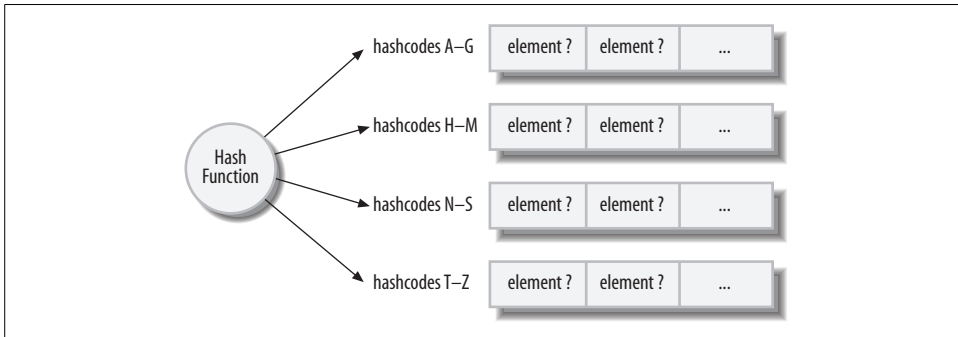 hashcodes A–G element ? element ? ...
hashcodes H–M element ? element ? ...
Hash
Function
hashcodes N–S element ? element ? ...
hashcodes T–Z element ? element ? ...